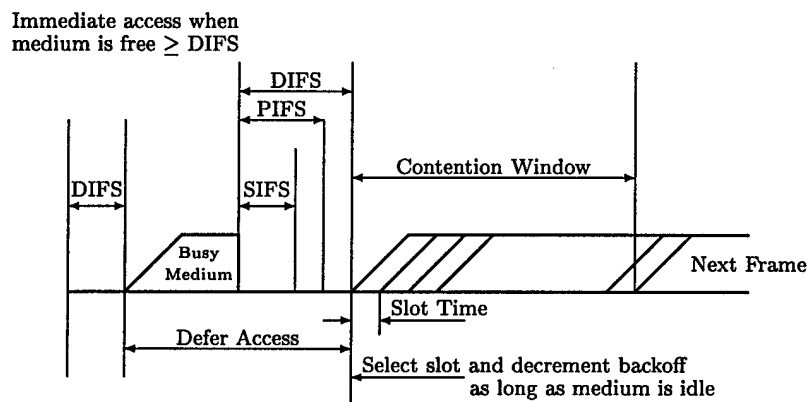 Immediate access when
medium is free ≥ DIFS
DIFS
PIFS
DIFS
SIFS
Contention Window
Busy
Medium
Next Frame
Slot Time
Defer Access
Select slot and decrement backoff
as long as medium is idle